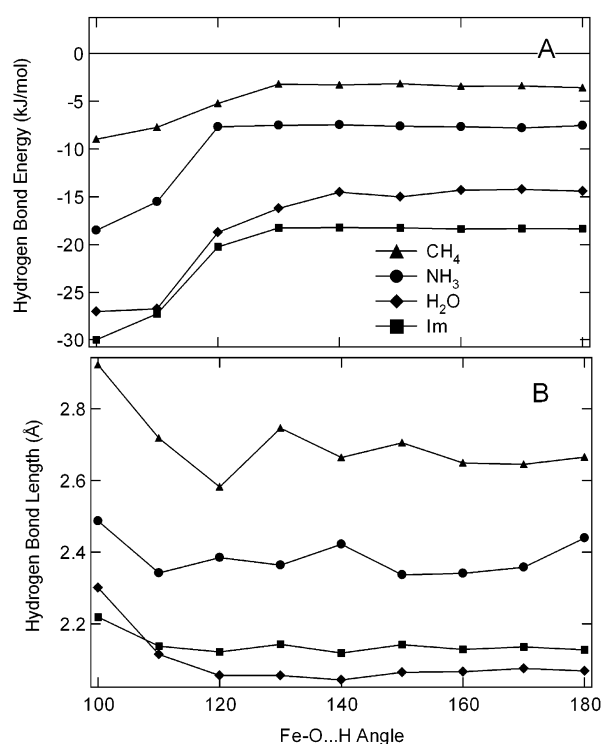 A
0
-5
-10
-15
-20
-25
-30
Hydrogen Bond Energy (kJ/mol)
CH₄
NH₃
H₂O
Im
B
2.8
2.6
2.4
2.2
Hydrogen Bond Length (Å)
100 120 140 160 180
Fe-O...H Angle